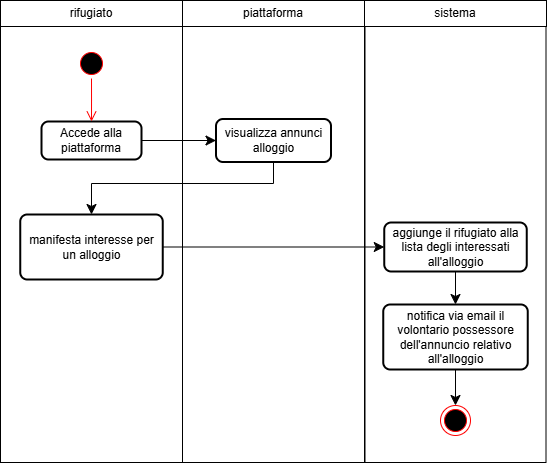 rifugiato
piattaforma
sistema
Accede alla
piattaforma
visualizza annunci
alloggio
manifesta interesse per
un alloggio
aggiunge il rifugiato alla
lista degli interessati
all'alloggio
notifica via email il
volontario possessore
dell'annuncio relativo
all'alloggio